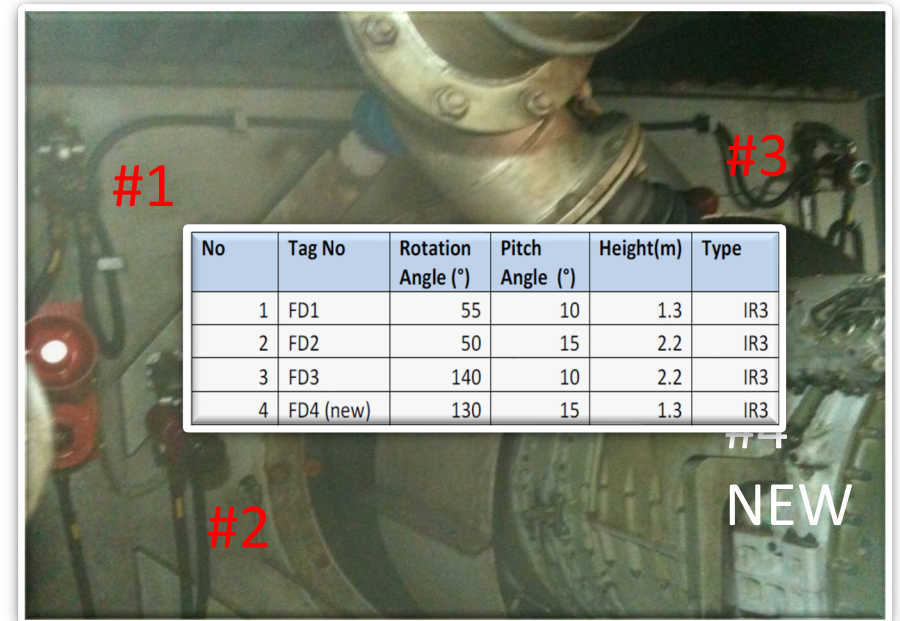 #1
#3
No Tag No Rotation Angle (°) Pitch Angle (°) Height(m) Type
1 FD1 55 10 1.3 IR3
2 FD2 50 15 2.2 IR3
3 FD3 140 10 2.2 IR3
4 FD4 (new) 130 15 1.3 IR3
#4
NEW
#2